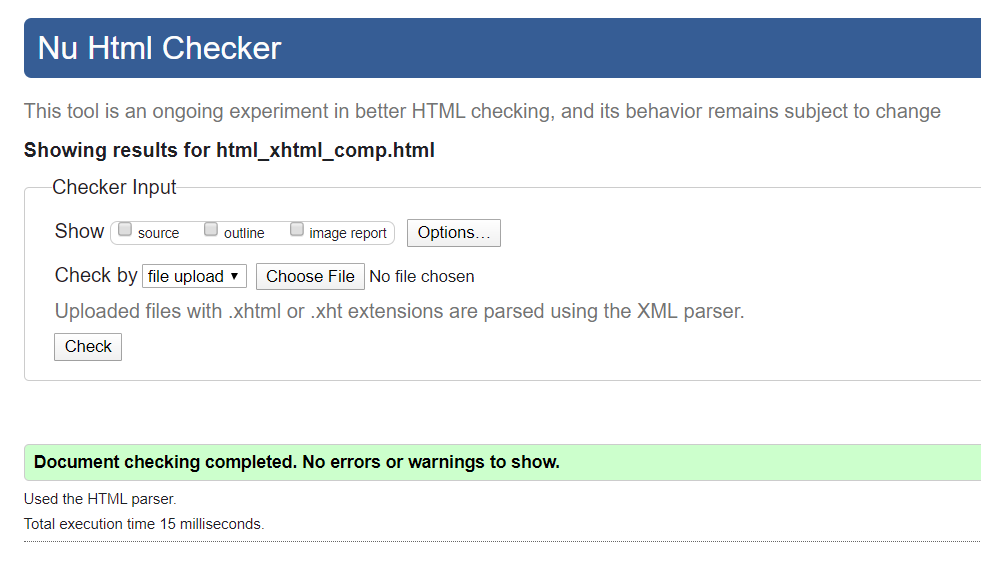 Nu Html Checker
This tool is an ongoing experiment in better HTML checking, and its behavior remains subject to change
Showing results for html_xhtml_comp.html
Checker Input
Show source outline image report Options...
Check by file upload Choose File No file chosen
Uploaded files with .xhtml or .xht extensions are parsed using the XML parser.
Check
Document checking completed. No errors or warnings to show.
Used the HTML parser.
Total execution time 15 milliseconds.